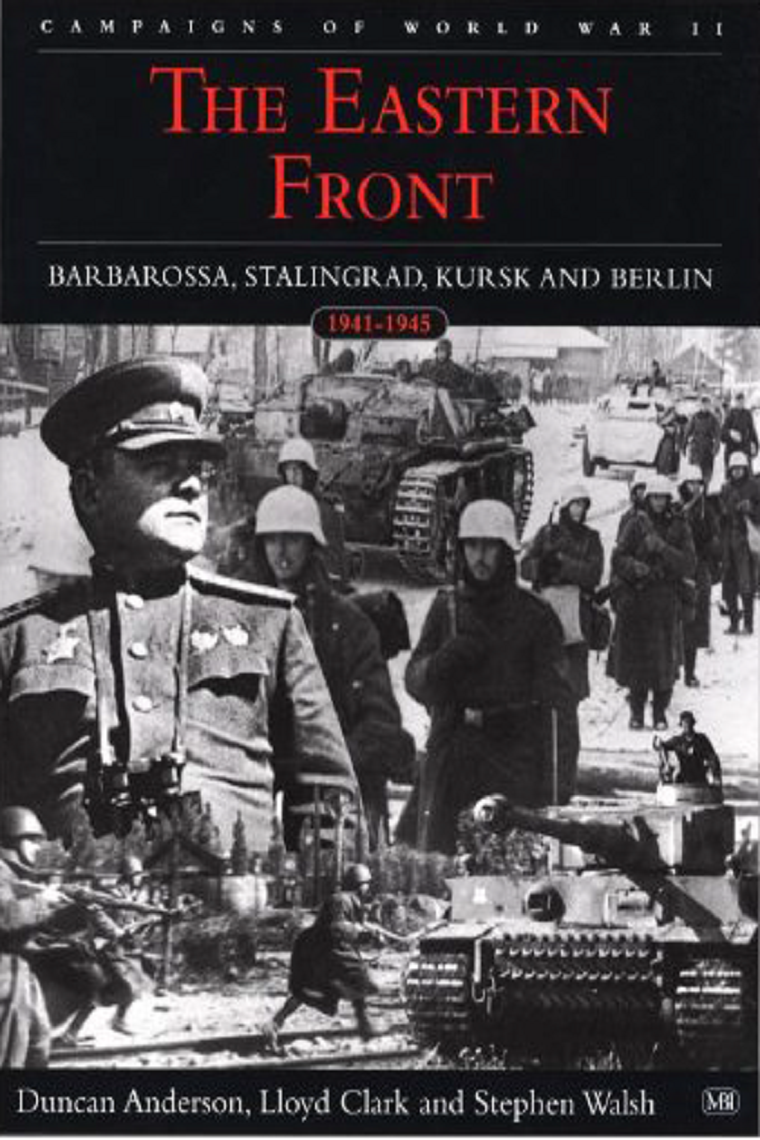 CAMPAIGNS OF WORLD WAR II
THE EASTERN
FRONT
BARBAROSSA, STALINGRAD, KURSK AND BERLIN
1941-1945
Duncan Anderson, Lloyd Clark and Stephen Walsh
MBI